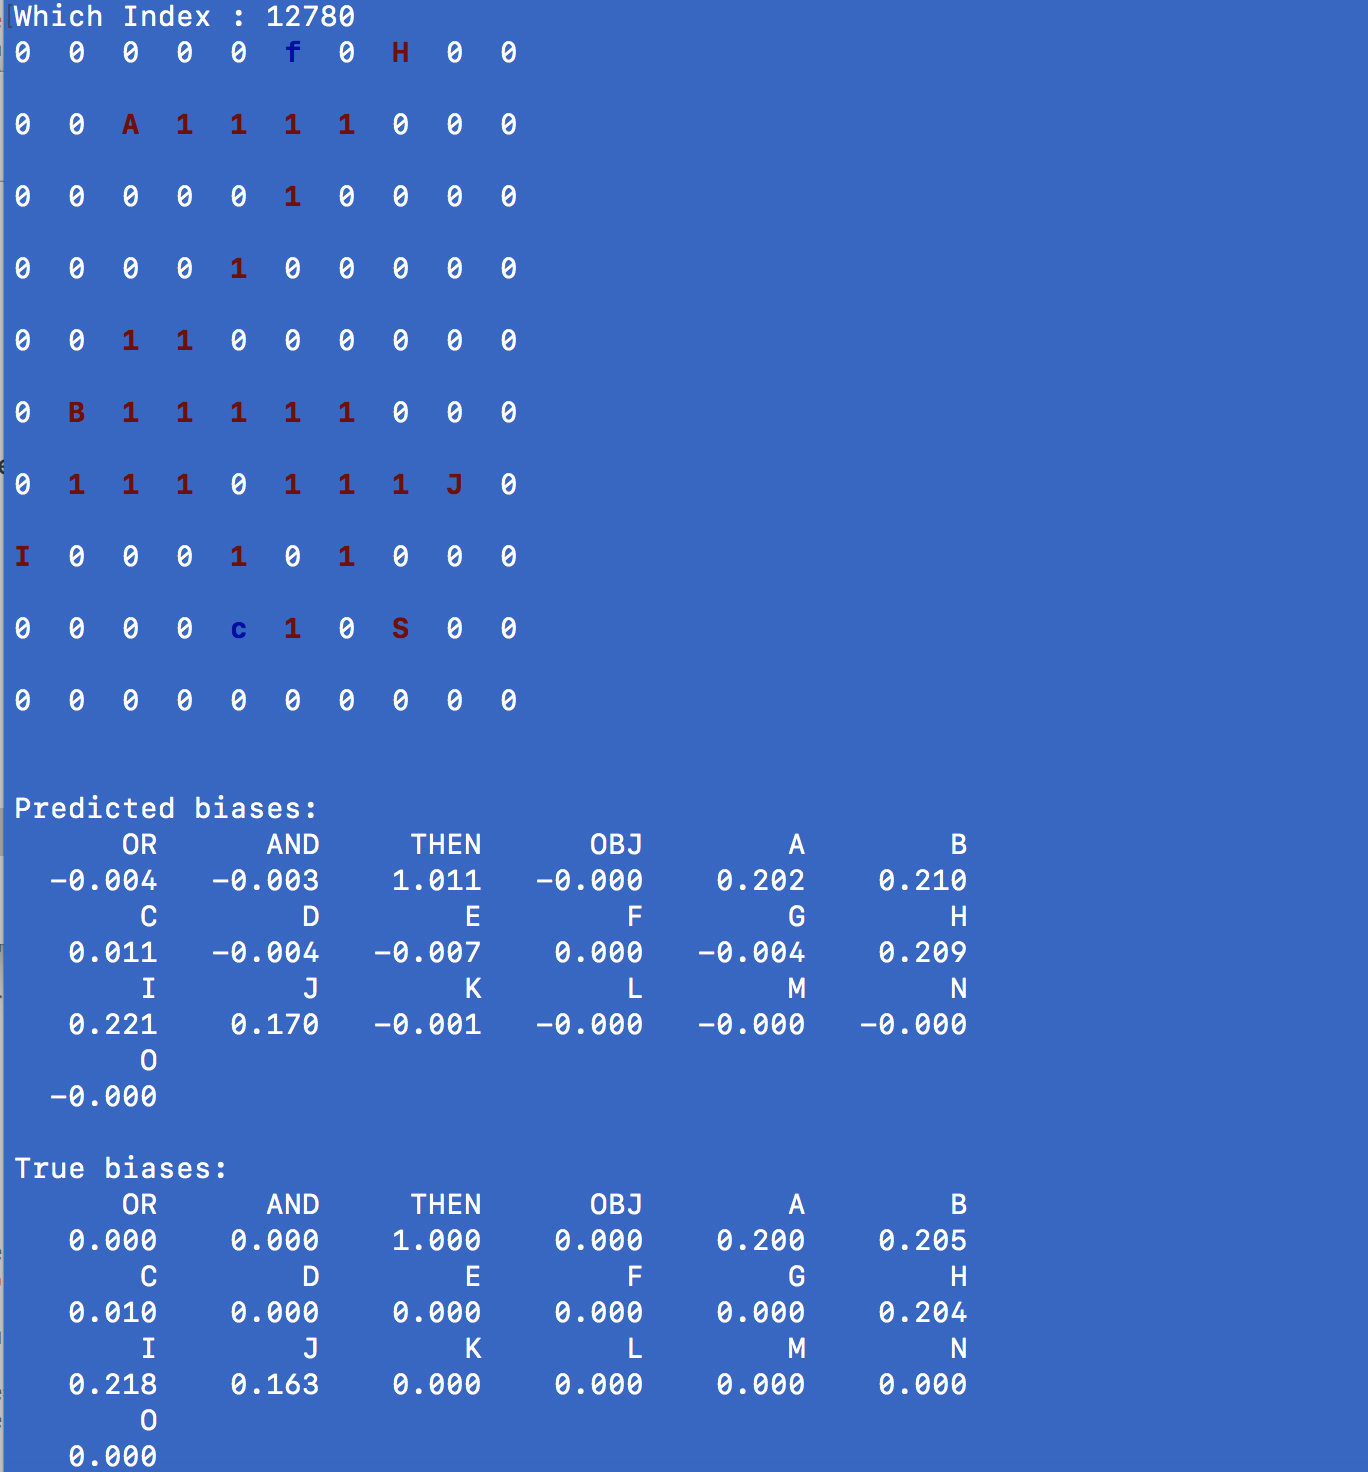 Which Index : 12780
0 0 0 0 0 f 0 H 0 0
0 0 A 1 1 1 1 0 0 0
0 0 0 0 0 1 0 0 0 0
0 0 0 0 1 0 0 0 0 0
0 0 1 1 0 0 0 0 0 0
0 B 1 1 1 1 1 0 0 0
0 1 1 1 0 1 1 1 J 0
I 0 0 0 1 0 1 0 0 0
0 0 0 0 c 1 0 S 0 0
0 0 0 0 0 0 0 0 0 0
Predicted biases:
OR AND THEN OBJ A B
-0.004 -0.003 1.011 -0.000 0.202 0.210
C D E F G H
0.011 -0.004 -0.007 0.000 -0.004 0.209
I J K L M N
0.221 0.170 -0.001 -0.000 -0.000 -0.000
O
-0.000
True biases:
OR AND THEN OBJ A B
0.000 0.000 1.000 0.000 0.200 0.205
C D E F G H
0.010 0.000 0.000 0.000 0.000 0.204
I J K L M N
0.218 0.163 0.000 0.000 0.000 0.000
O
0.000